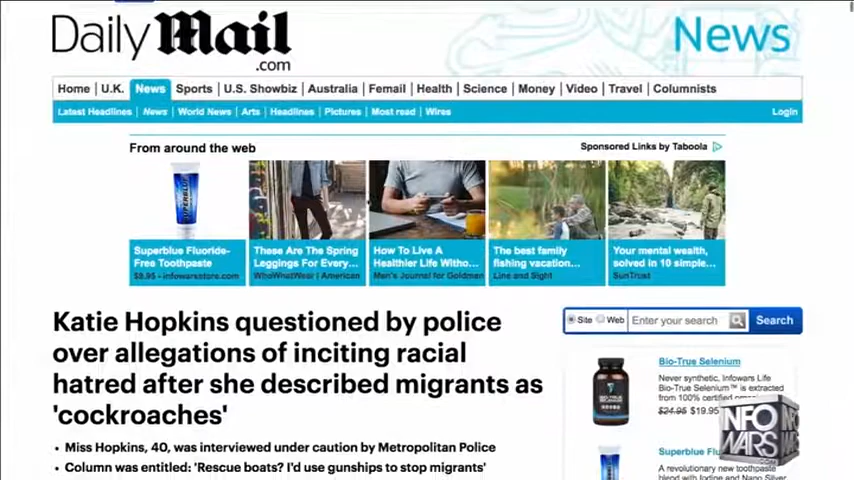 Daily Mail
.com
News
Home U.K. News Sports U.S. Showbiz Australia Femail Health Science Money Video Travel Columnists
Latest Headlines News World News Arts Headlines Pictures Most read Wires Login
From around the web
Sponsored Links by Taboola
SUPERBLUE
Superblue Fluoride-
Free Toothpaste
$9.95 - infowarsstore.com
These Are The Spring
Leggings For Every...
WhoWhatWear | American
How To Live A
Healthier Life Witho...
Men's Journal for Goldman
The best family
fishing vacation...
Line and Sight
Your mental wealth,
solved in 10 simple...
SunTrust
Katie Hopkins questioned by police
over allegations of inciting racial
hatred after she described migrants as
'cockroaches'
• Miss Hopkins, 40, was interviewed under caution by Metropolitan Police
• Column was entitled: 'Rescue boats? I'd use gunships to stop migrants'
Site Web Enter your search Search
Bio-True Selenium
Never synthetic, Infowars Life
Bio-True Selenium™ is extracted
from 100% certified
$24.95 $19.95
Superblue
A revolutionary new toothpaste
blend with Iodine and Nano Silver
INFO
WARS
.com